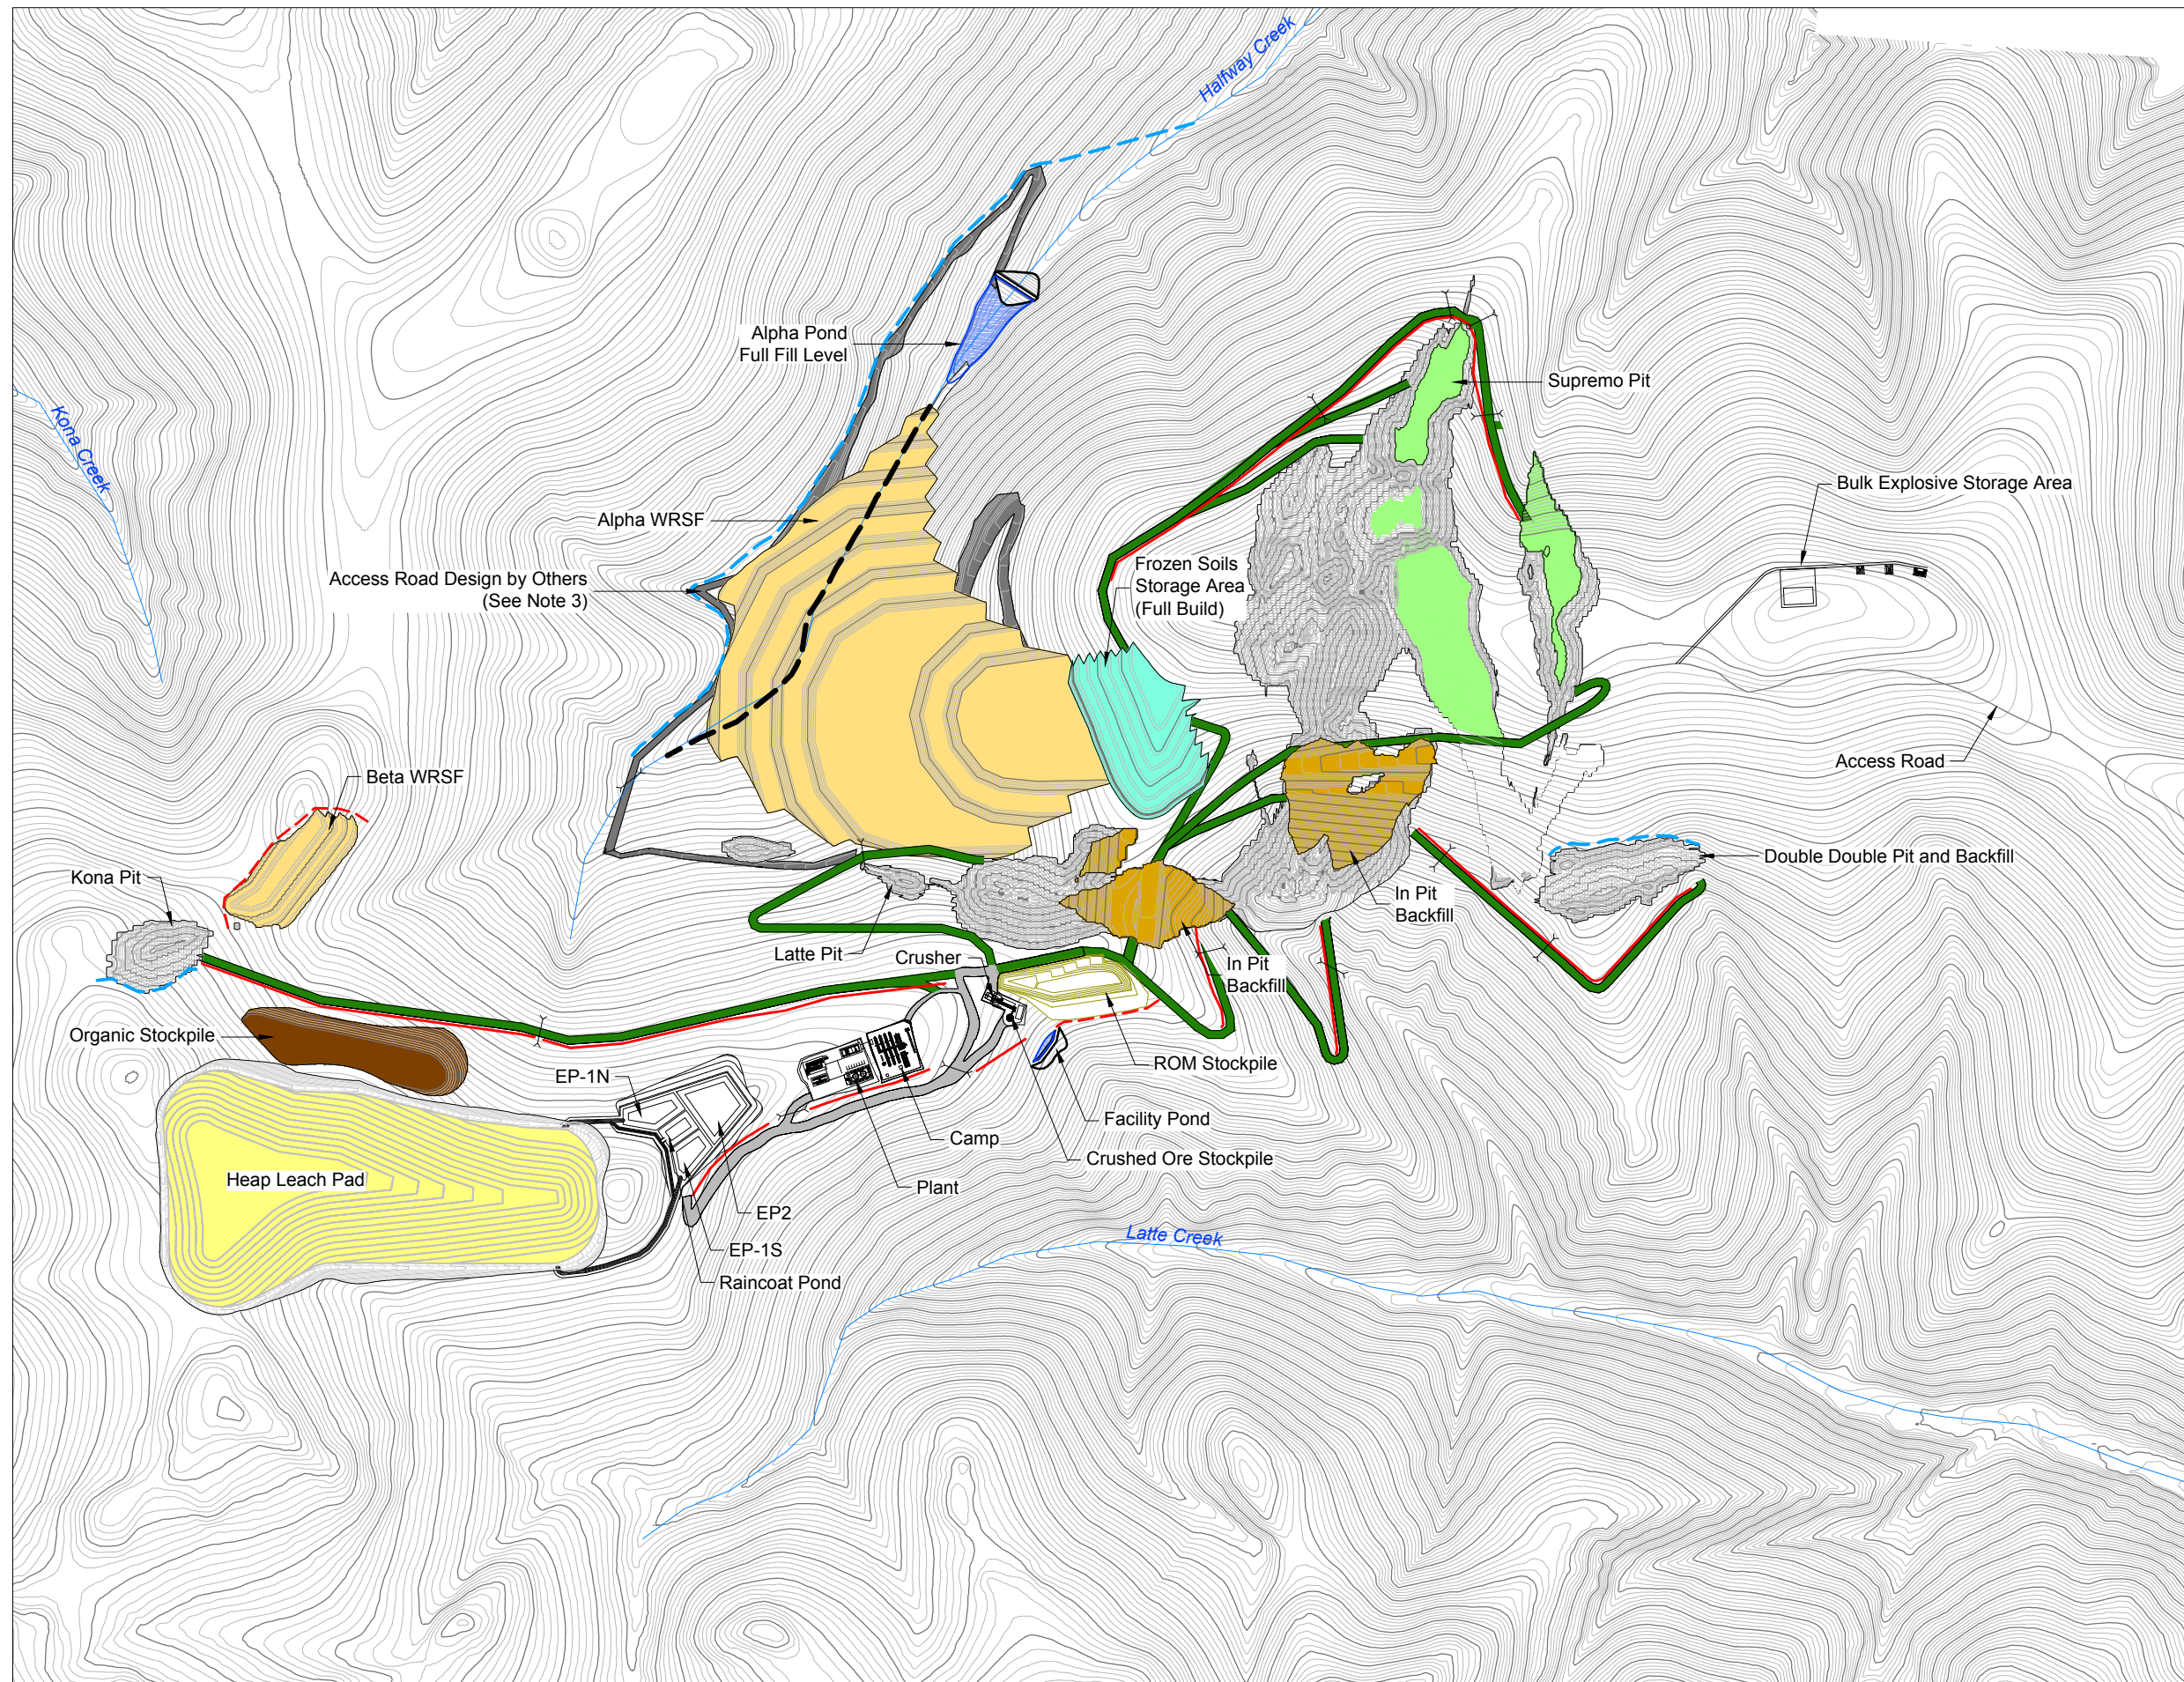 Halfway Creek
Alpha Pond
Full Fill Level
Supremo Pit
Kona Creek
Bulk Explosive Storage Area
Alpha WRSF
Frozen Soils
Storage Area
(Full Build)
Access Road Design by Others
(See Note 3)
Access Road
Beta WRSF
Double Double Pit and Backfill
Kona Pit
In Pit
Backfill
Latte Pit
Crusher
In Pit
Backfill
Organic Stockpile
ROM Stockpile
EP-1N
Facility Pond
Camp
Crushed Ore Stockpile
Heap Leach Pad
Plant
EP2
Latte Creek
EP-1S
Raincoat Pond